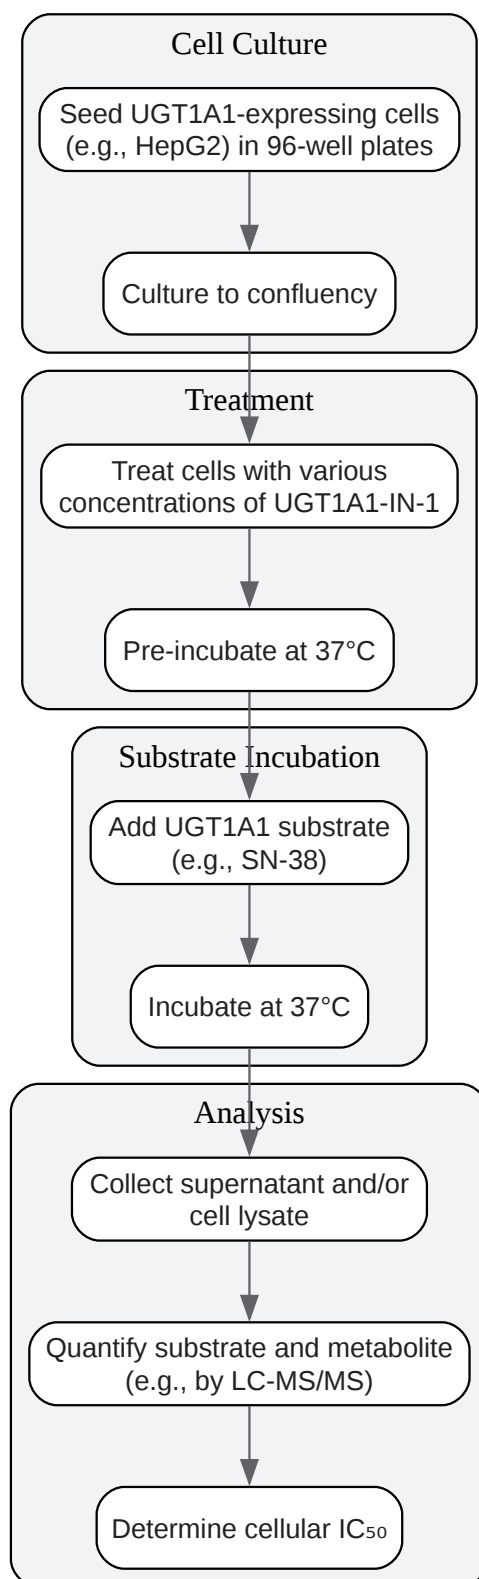 Cell Culture
Seed UGT1A1-expressing cells
(e.g., HepG2) in 96-well plates
Culture to confluency
Treatment
Treat cells with various
concentrations of UGT1A1-IN-1
Pre-incubate at 37°C
Substrate Incubation
Add UGT1A1 substrate
(e.g., SN-38)
Incubate at 37°C
Analysis
Collect supernatant and/or
cell lysate
Quantify substrate and metabolite
(e.g., by LC-MS/MS)
Determine cellular IC₅₀